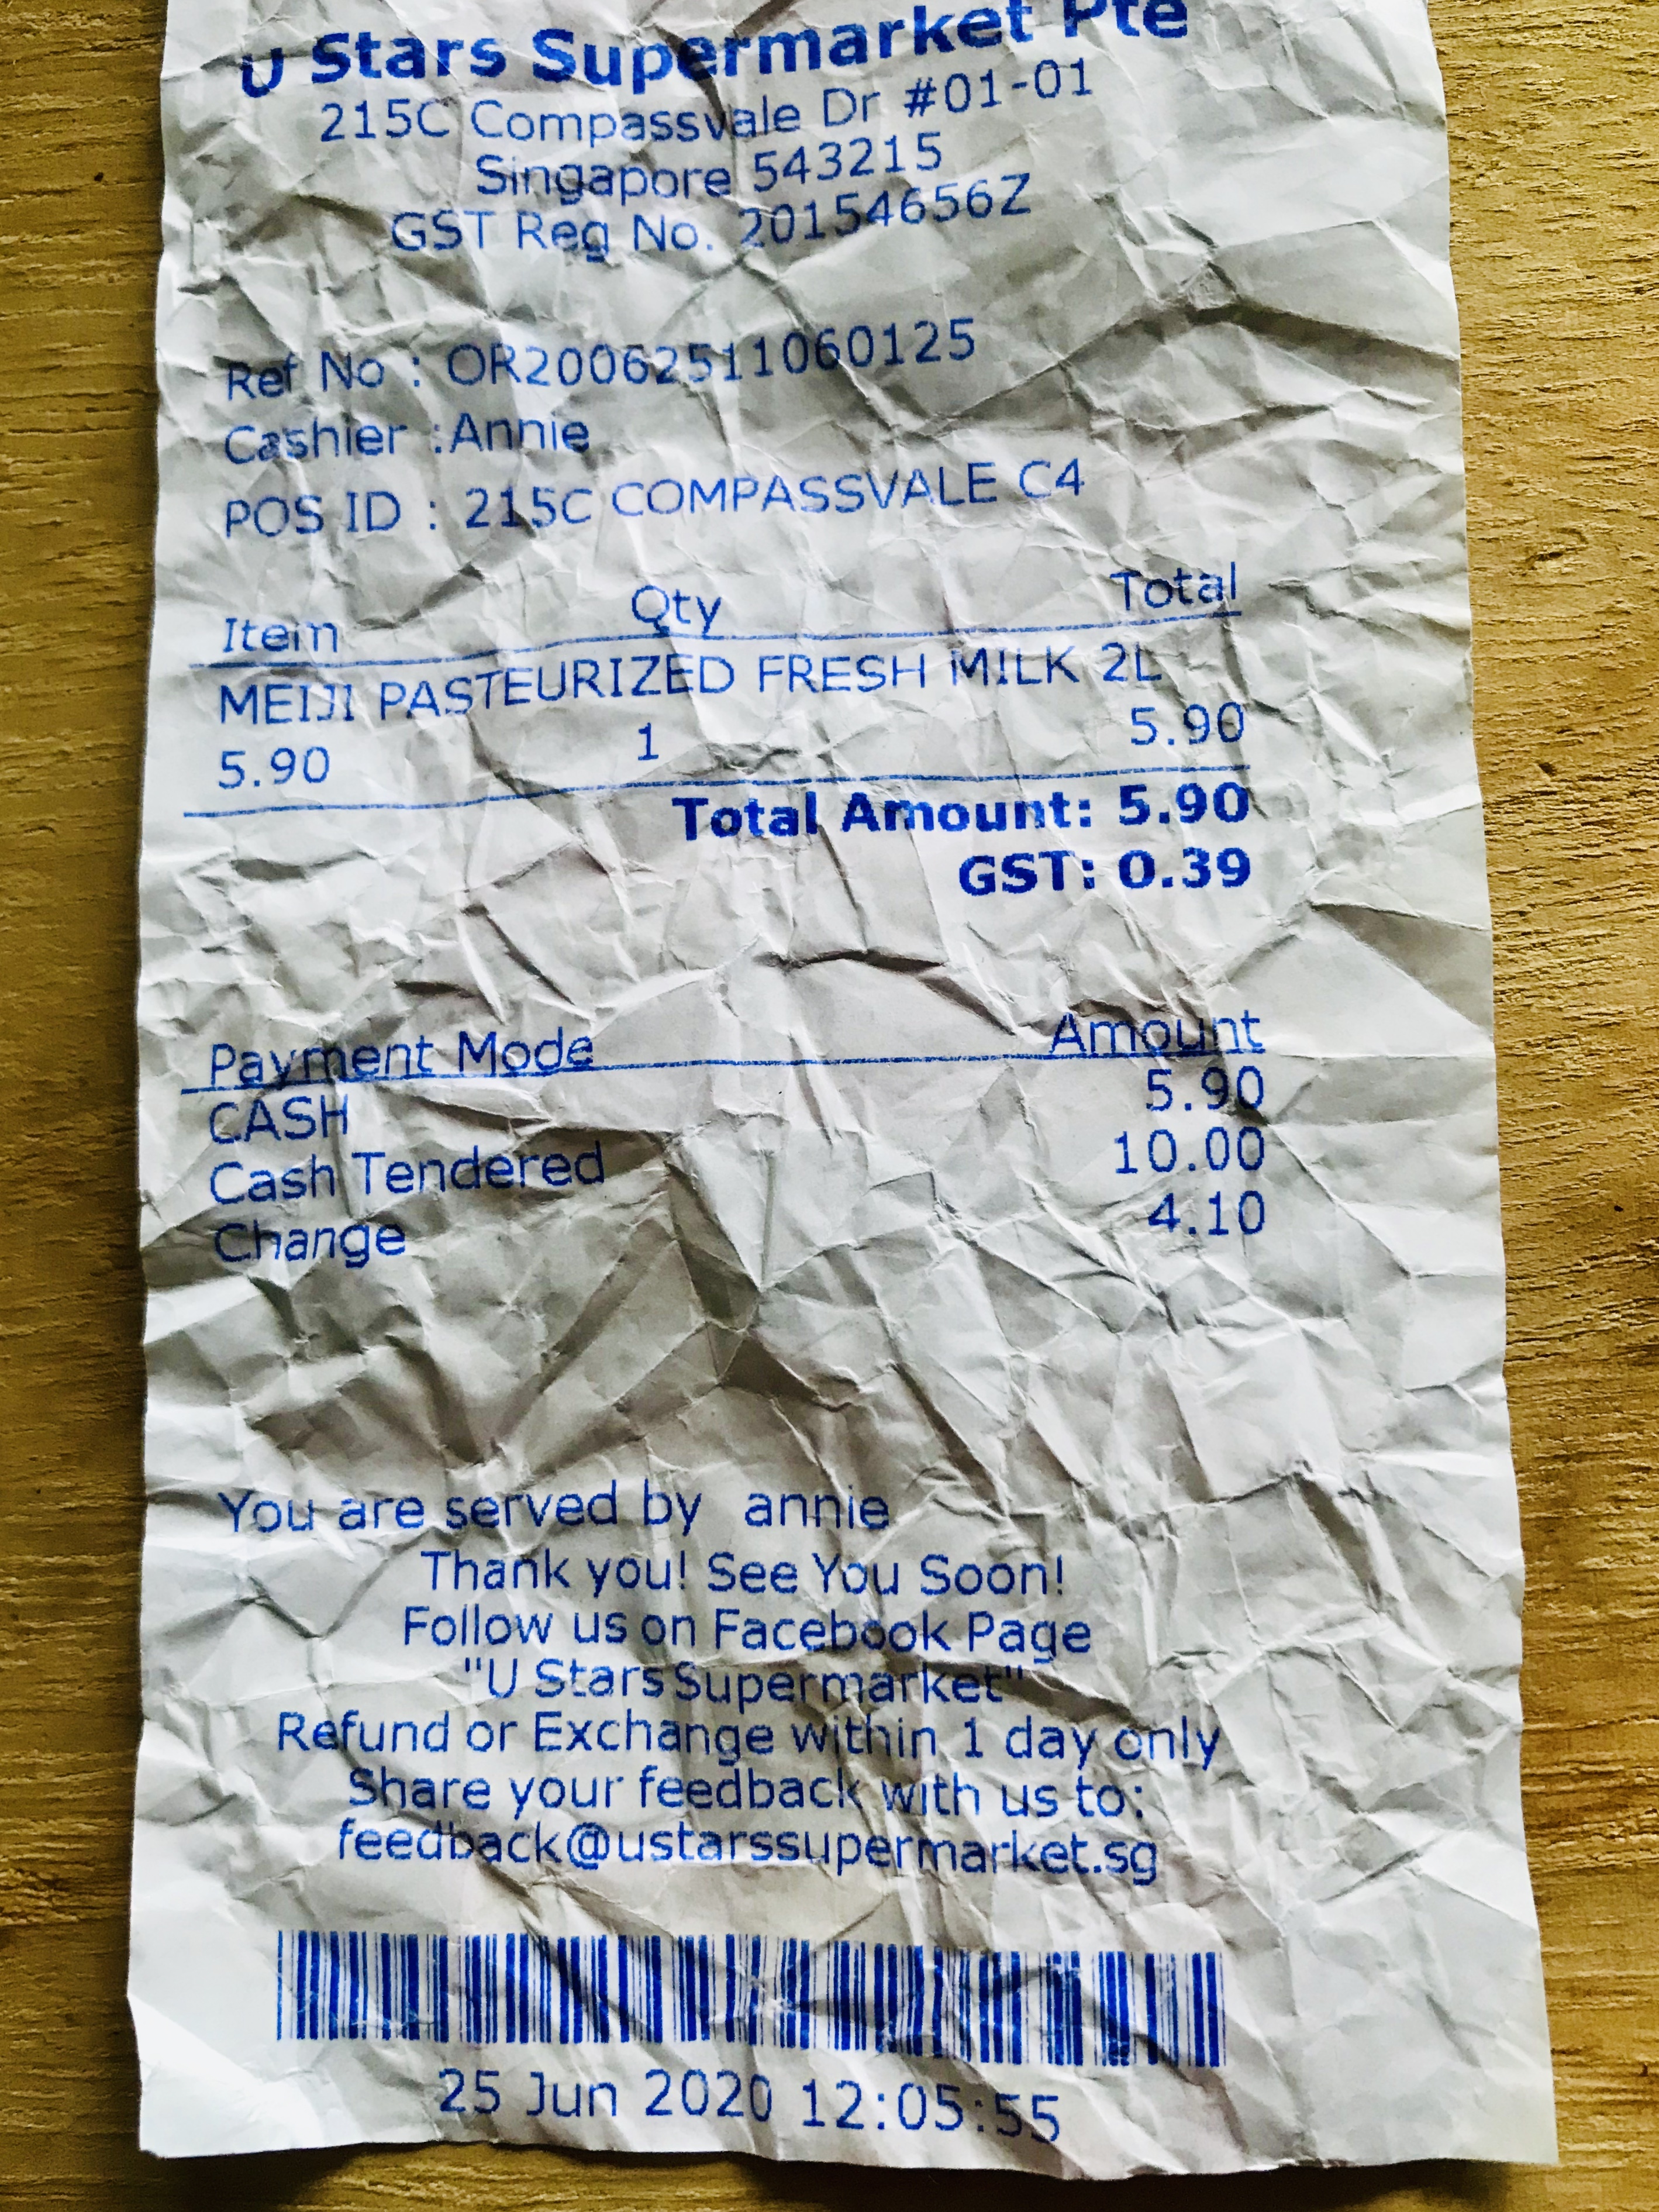 U Stars Supermarket Pte
215C Compassvale Dr #01-01
Singapore 543215
GST Reg No. 20154656Z
Ref No : OR20062511060125
Cashier :Annie
POS ID : 215C COMPASSVALE C4
Item Qty Total
MEIJI PASTEURIZED FRESH MILK 2L
5.90 1 5.90
Total Amount: 5.90
GST: 0.39
Payment Mode Amount
CASH 5.90
Cash Tendered 10.00
Change 4.10
You are served by annie
Thank you! See You Soon!
Follow us on Facebook Page
"U Stars Supermarket"
Refund or Exchange within 1 day only
Share your feedback with us to:
feedback@ustarssupermarket.sg
25 Jun 2020 12:05:55